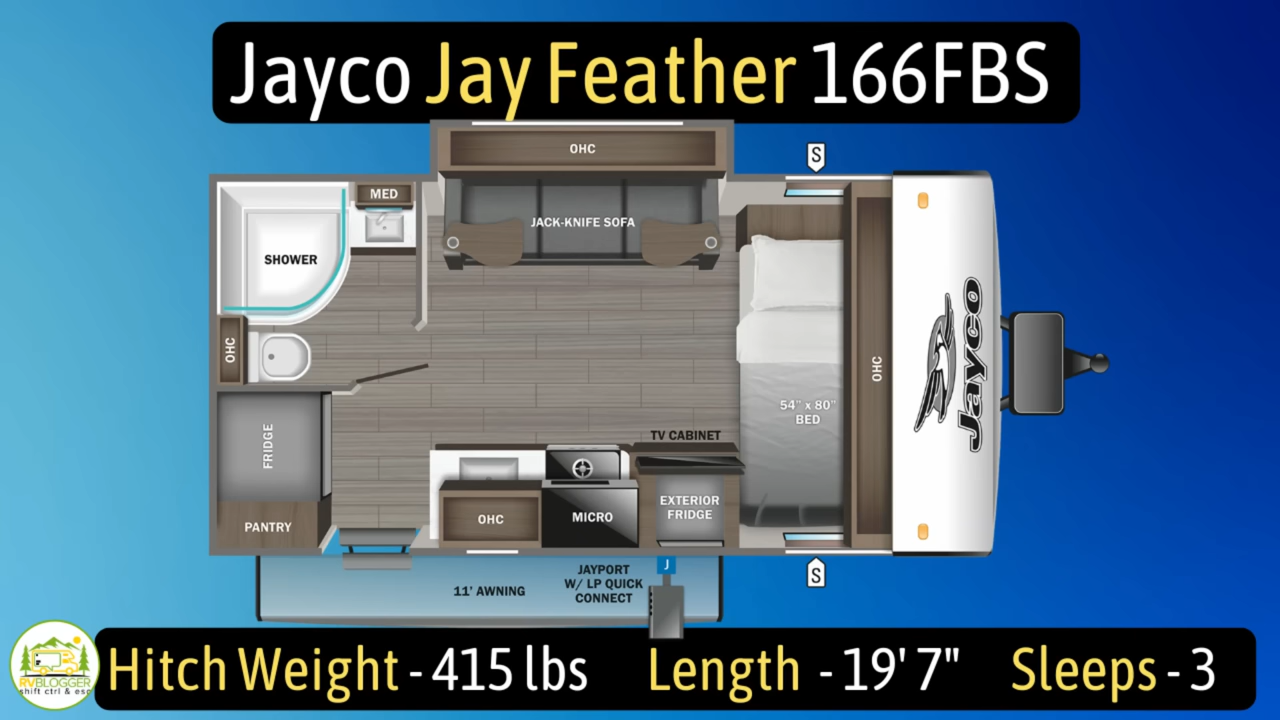 Jayco Jay Feather 166FBS
OHC
S
MED
JACK-KNIFE SOFA
SHOWER
OHC
OHC
Jayco
54" x 80"
BED
FRIDGE
TV CABINET
EXTERIOR
FRIDGE
PANTRY
OHC
MICRO
J
S
11' AWNING
JAYPORT
W/ LP QUICK
CONNECT
RVBLOGGER
shift ctrl & esc
Hitch Weight - 415 lbs Length - 19' 7" Sleeps - 3